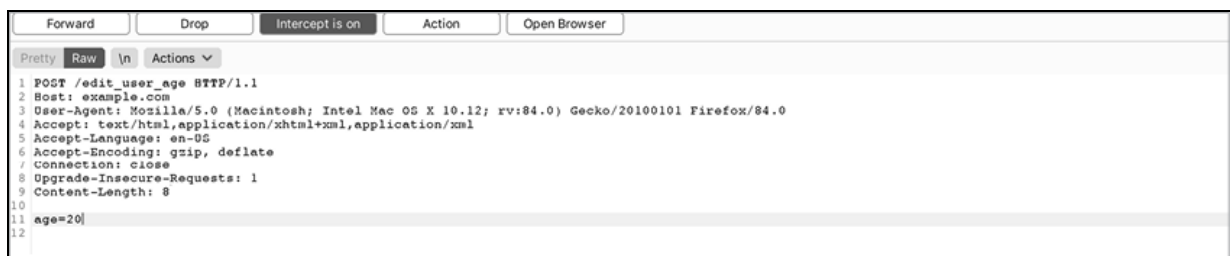 Forward Drop Intercept is on Action Open Browser
Pretty Raw \n Actions
1 POST /edit_user_age HTTP/1.1
2 Host: example.com
3 User-Agent: Mozilla/5.0 (Macintosh; Intel Mac OS X 10.12; rv:84.0) Gecko/20100101 Firefox/84.0
4 Accept: text/html,application/xhtml+xml,application/xml
5 Accept-Language: en-US
6 Accept-Encoding: gzip, deflate
7 Connection: close
8 Upgrade-Insecure-Requests: 1
9 Content-Length: 8
10
11 age=20
12